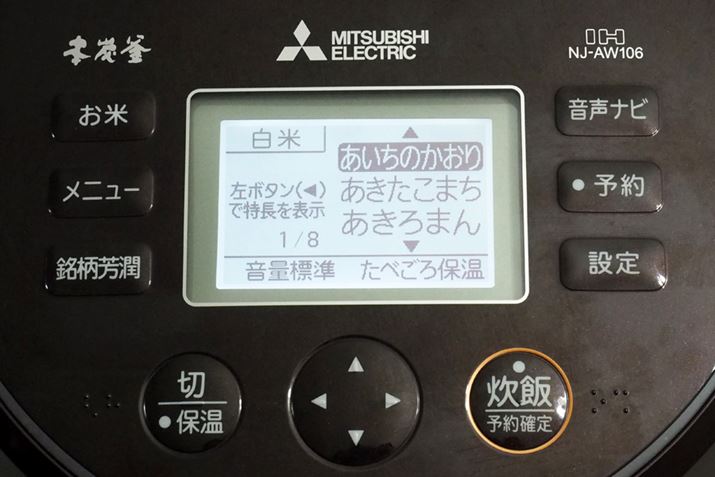 本炭釜
MITSUBISHI
ELECTRIC
IH
NJ-AW106
お米
メニュー
銘柄芳潤
白米
左ボタン(◀)
で特長を表示
1/8
▲
あいちのかおり
あきたこまち
あきろまん
▼
音量標準
たべごろ保温
音声ナビ
予約
設定
切
保温
▲
◀ ▶
▼
炊飯
予約確定